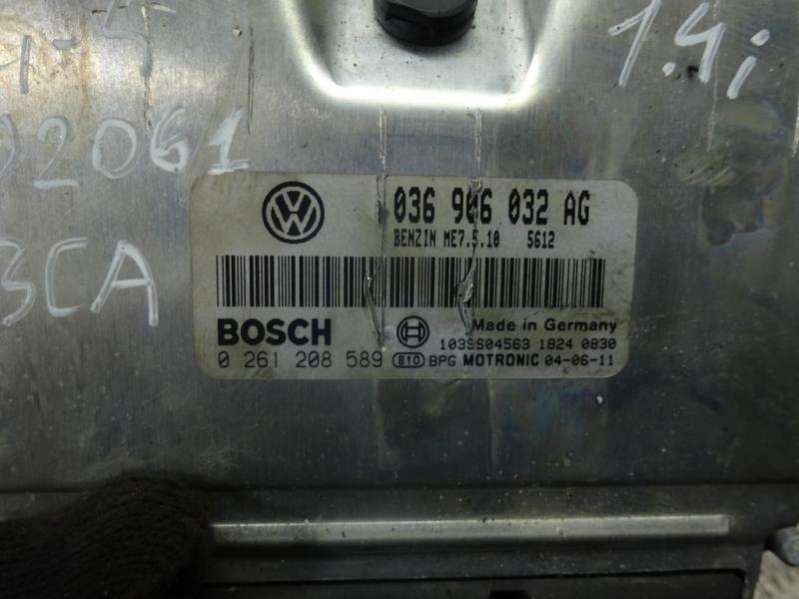 1.4i
02061
BCA
036 906 032 AG
BENZIN ME7.5.10 5612
BOSCH
Made in Germany
1039S04563 1824 0830
0 261 208 589
810 BPG MOTRONIC 04-06-11